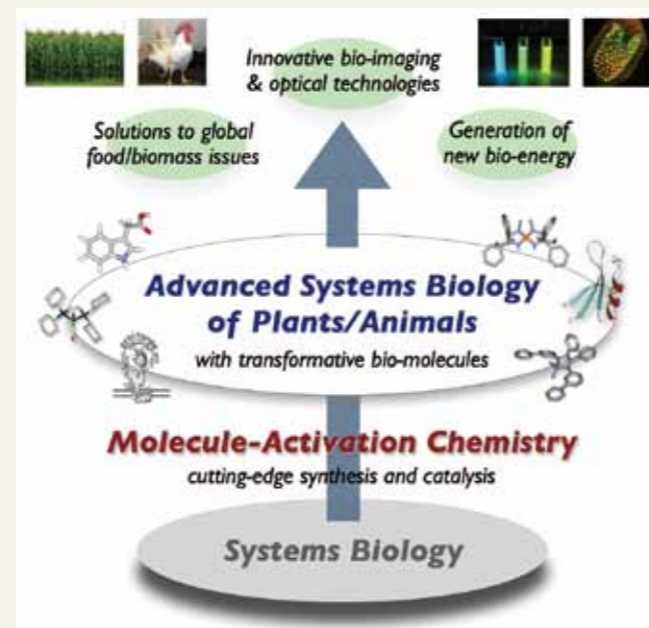 Innovative bio-imaging
& optical technologies
Solutions to global
food/biomass issues
Generation of
new bio-energy
Advanced Systems Biology
of Plants/Animals
with transformative bio-molecules
Molecule-Activation Chemistry
cutting-edge synthesis and catalysis
Systems Biology